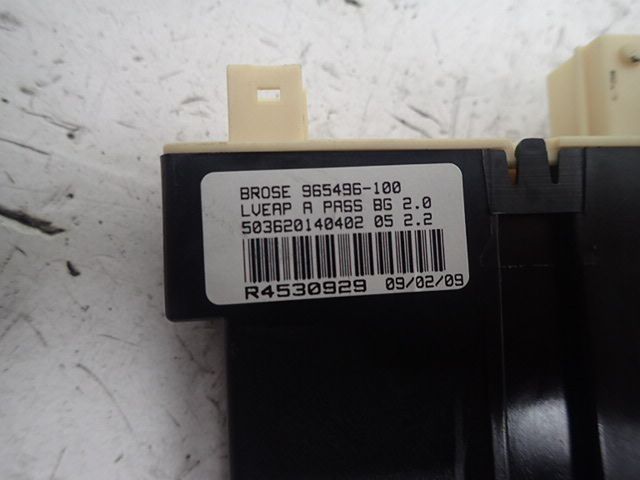 BROSE 965496-100
LVEAP A PASS BG 2.0
503620140402 05 2.2
R4530929 09/02/09